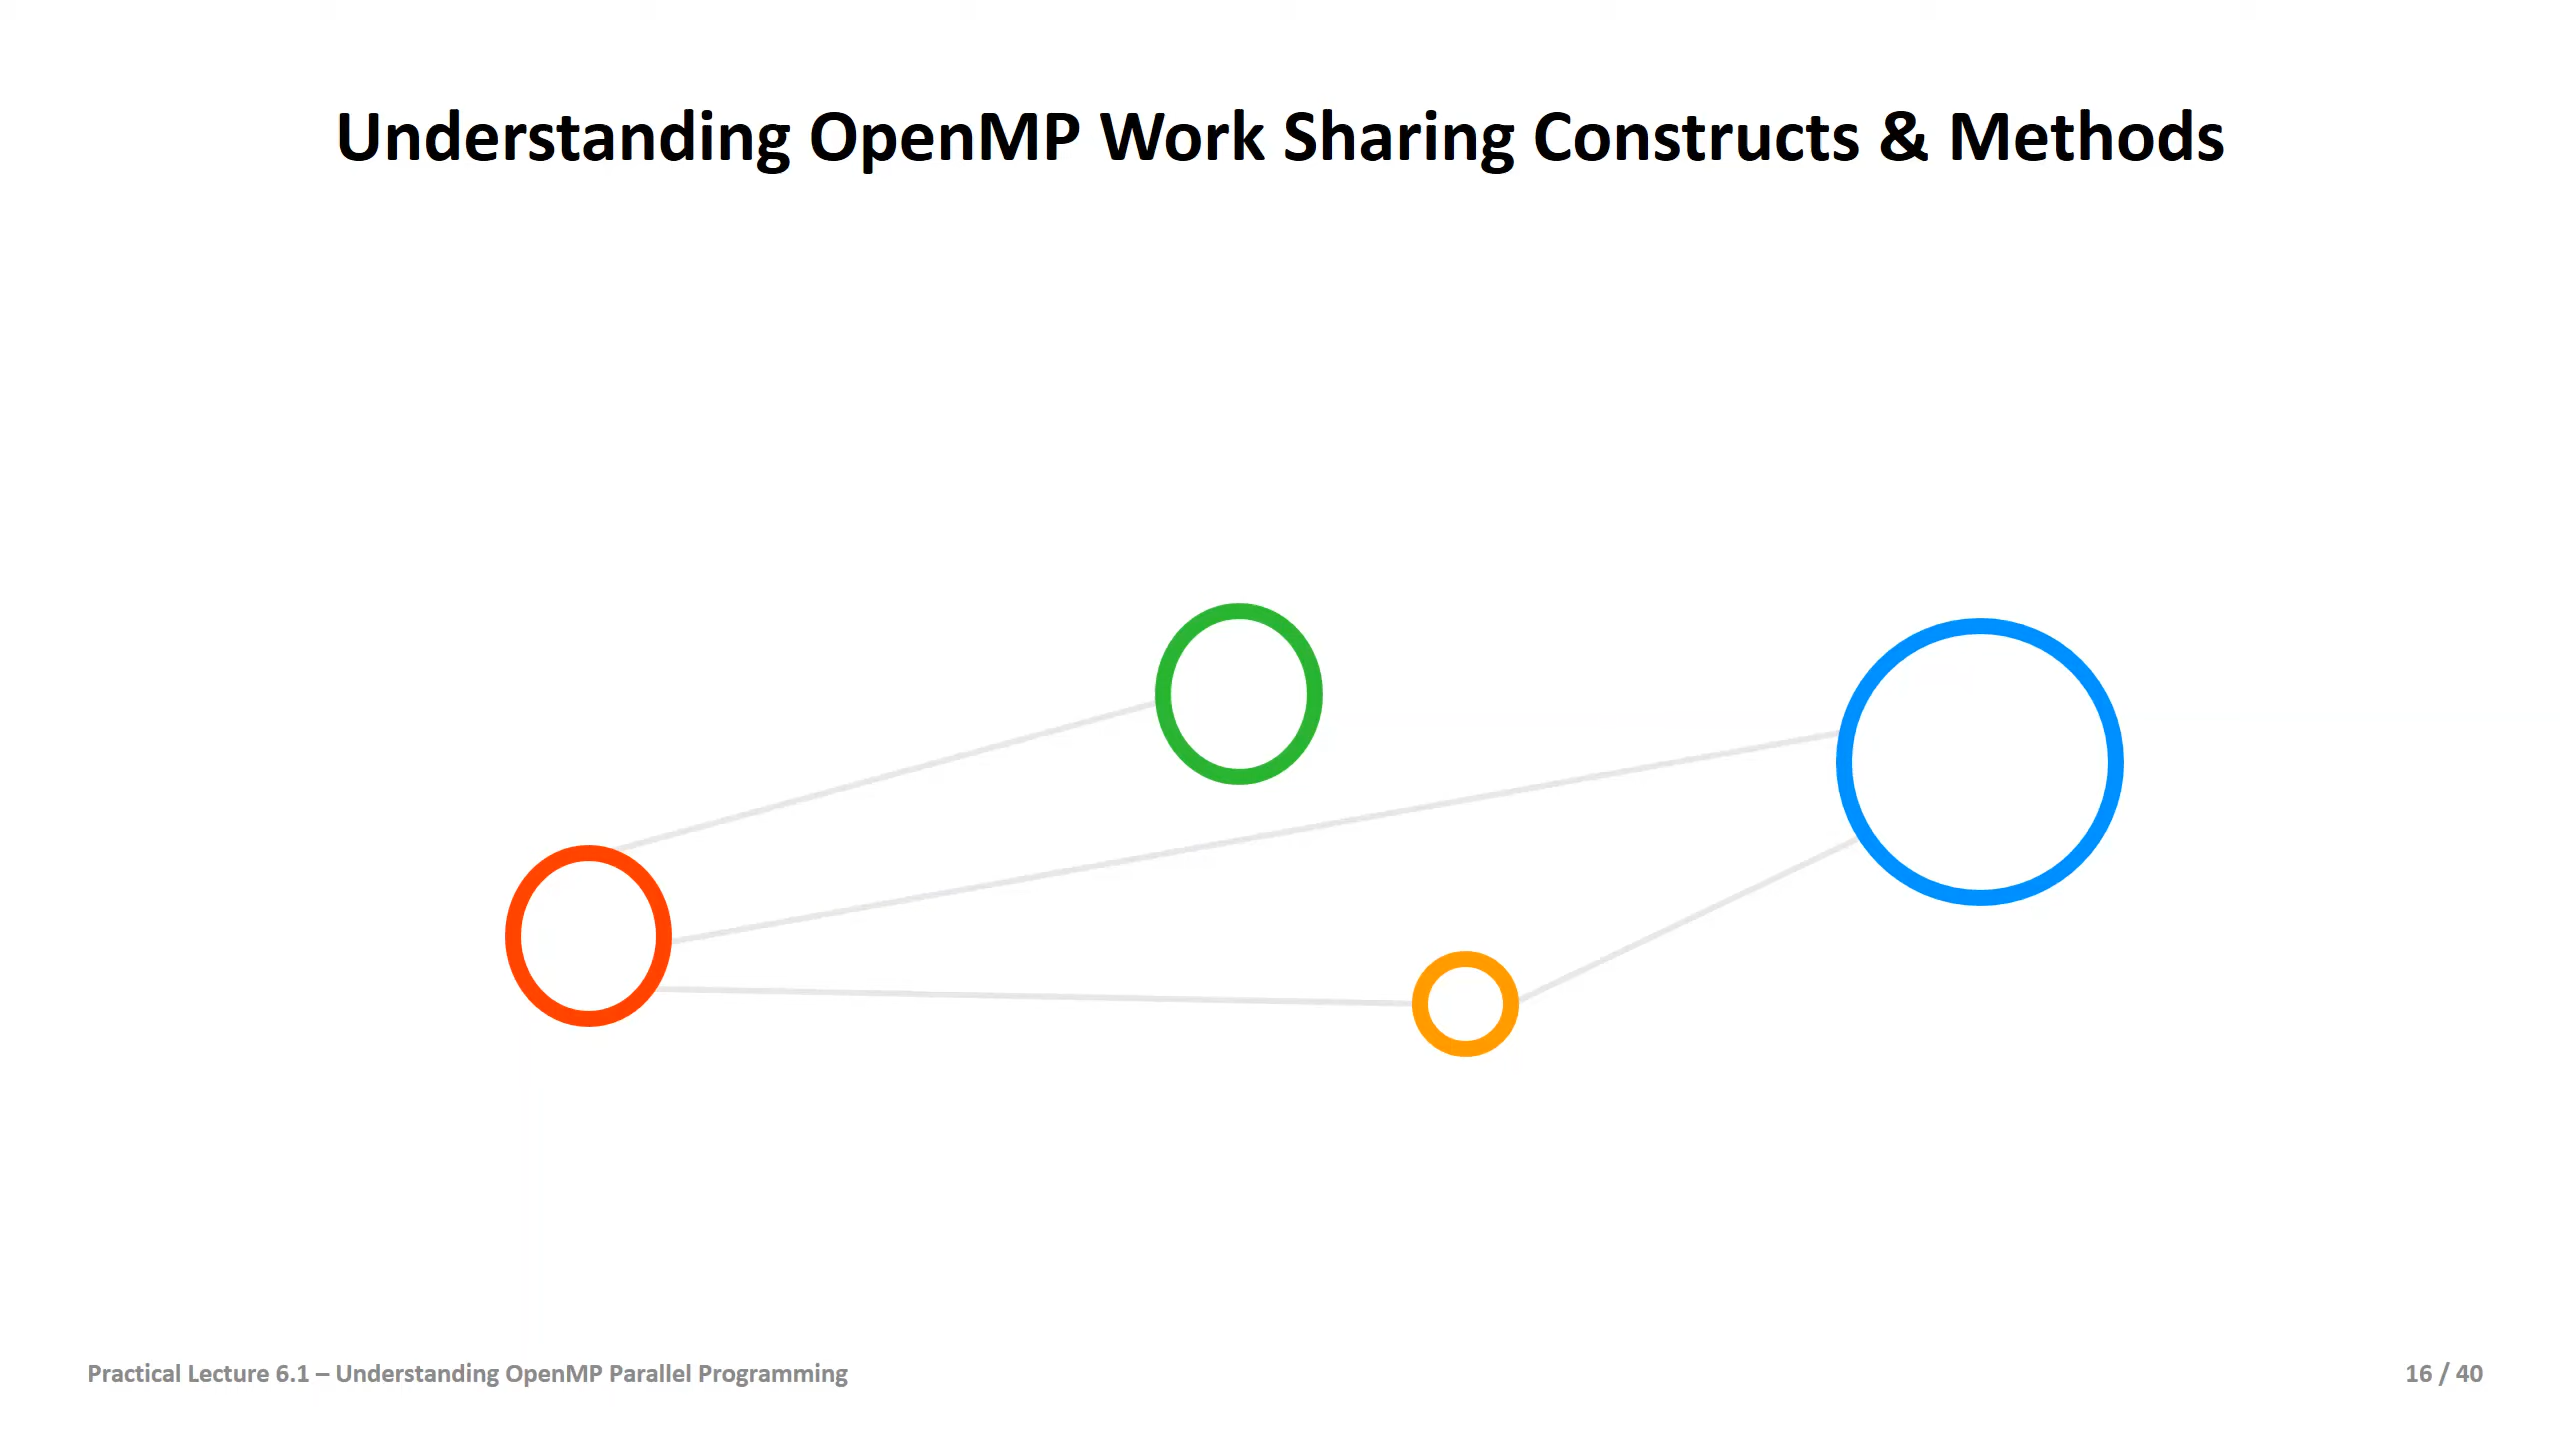 Understanding OpenMP Work Sharing Constructs & Methods
Practical Lecture 6.1 – Understanding OpenMP Parallel Programming
16 / 40